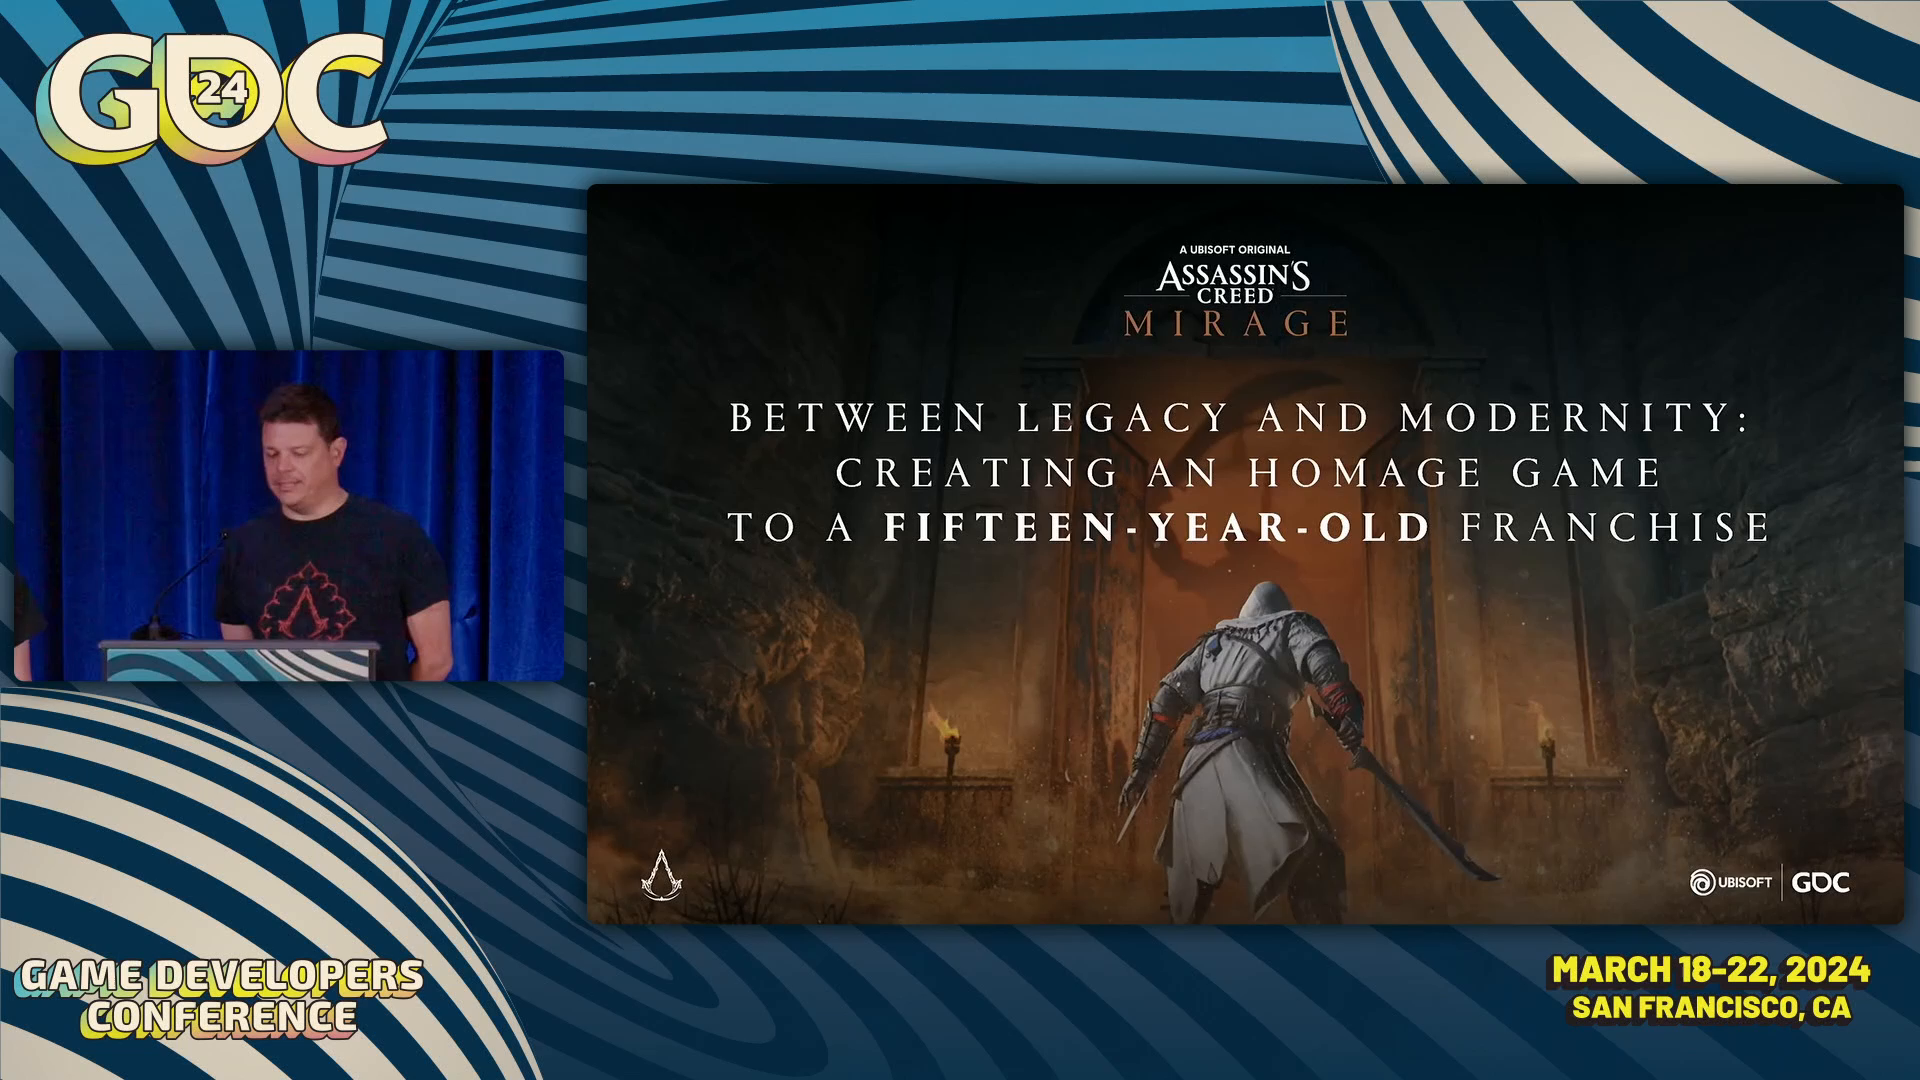 GDC
24
A UBISOFT ORIGINAL
ASSASSIN'S
CREED
MIRAGE
BETWEEN LEGACY AND MODERNITY:
CREATING AN HOMAGE GAME
TO A FIFTEEN-YEAR-OLD FRANCHISE
UBISOFT | GDC
GAME DEVELOPERS
CONFERENCE
MARCH 18-22, 2024
SAN FRANCISCO, CA